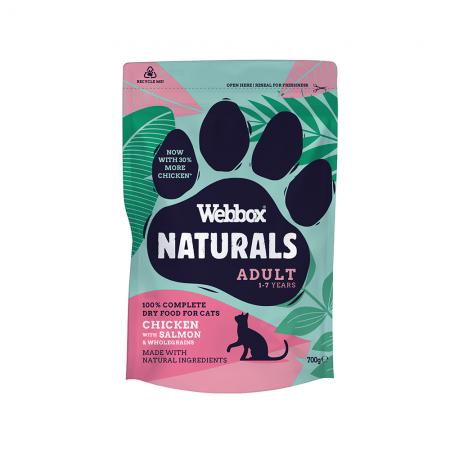 RECYCLE ME!
OPEN HERE / RESEAL FOR FRESHNESS
NOW
WITH 30%
MORE
CHICKEN*
Webbox
NATURALS
ADULT
1-7 YEARS
100% COMPLETE
DRY FOOD FOR CATS
CHICKEN
WITH SALMON
& WHOLEGRAINS
MADE WITH
NATURAL INGREDIENTS
700g℮